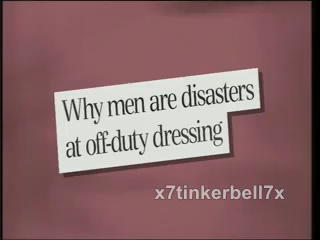 Why men are disasters
at off-duty dressing
x7tinkerbell7x